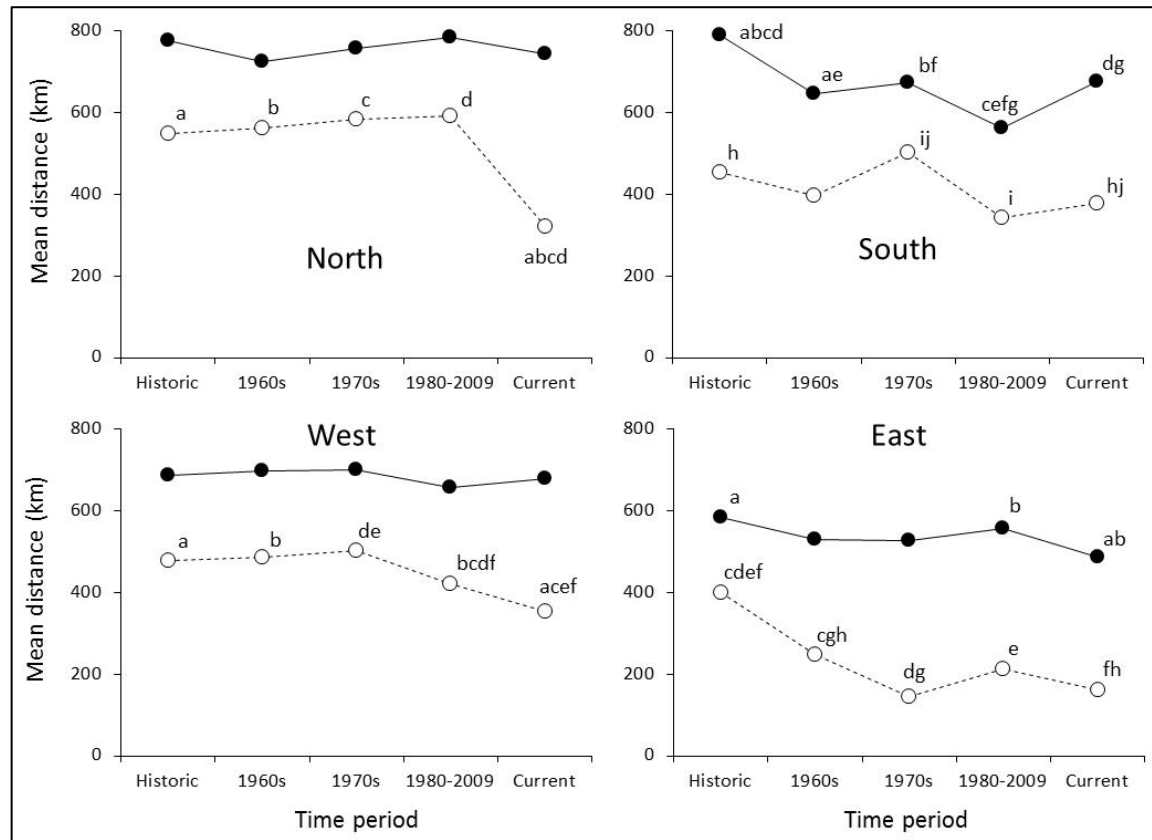 800
600
400
200
0
Mean distance (km)
a
b
c
d
abcd
North
Historic
1960s
1970s
1980-2009
Current
800
600
400
200
0
abcd
ae
bf
cefg
dg
h
ij
i
hj
South
Historic
1960s
1970s
1980-2009
Current
800
600
400
200
0
Mean distance (km)
West
a
b
de
bcdf
acef
Historic
1960s
1970s
1980-2009
Current
Time period
800
600
400
200
0
East
a
b
ab
cdef
cgh
dg
e
fh
Historic
1960s
1970s
1980-2009
Current
Time period